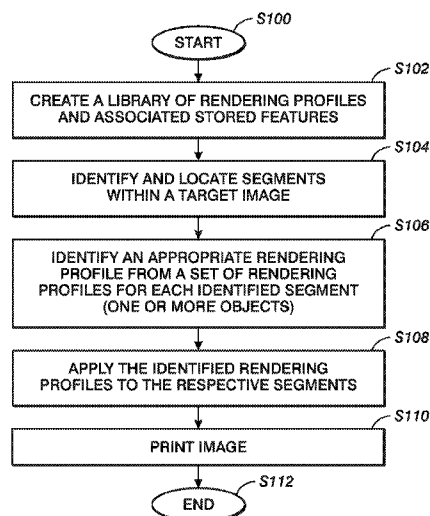 S100
START
S102
CREATE A LIBRARY OF RENDERING PROFILES
AND ASSOCIATED STORED FEATURES
S104
IDENTIFY AND LOCATE SEGMENTS
WITHIN A TARGET IMAGE
S106
IDENTIFY AN APPROPRIATE RENDERING
PROFILE FROM A SET OF RENDERING
PROFILES FOR EACH IDENTIFIED SEGMENT
(ONE OR MORE OBJECTS)
S108
APPLY THE IDENTIFIED RENDERING
PROFILES TO THE RESPECTIVE SEGMENTS
S110
PRINT IMAGE
S112
END